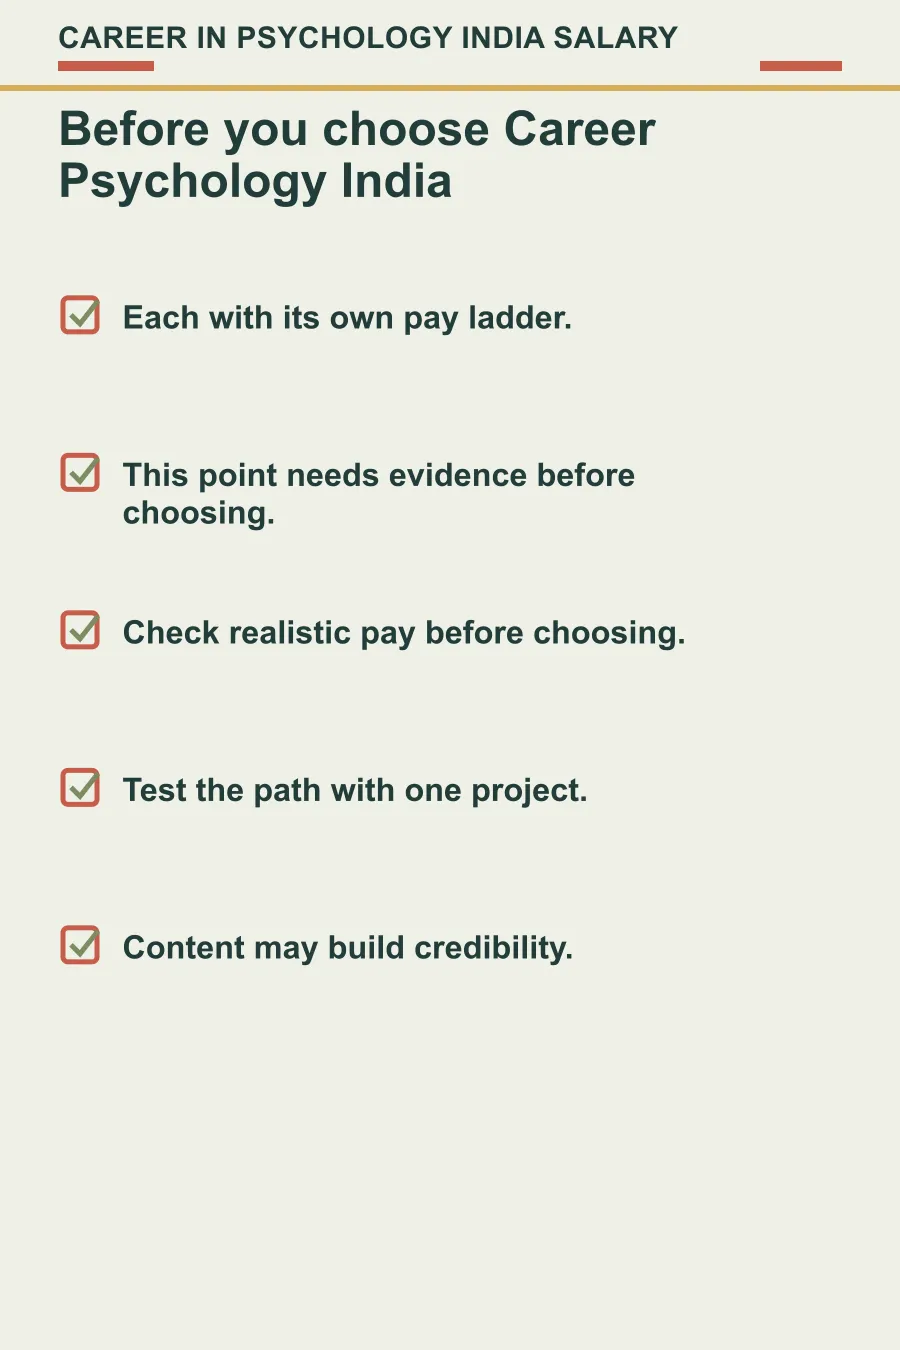 CAREER IN PSYCHOLOGY INDIA SALARY
Before you choose Career
Psychology India
Each with its own pay ladder.
This point needs evidence before
choosing.
Check realistic pay before choosing.
Test the path with one project.
Content may build credibility.